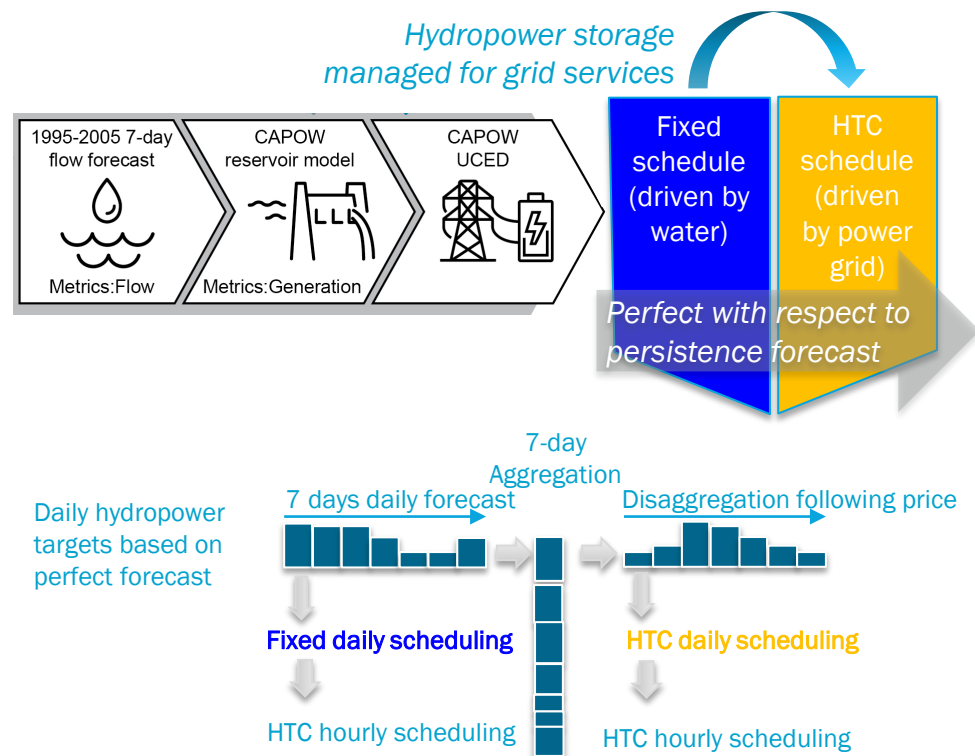 Hydropower storage
managed for grid services
1995-2005 7-day
flow forecast
Metrics:Flow
CAPOW
reservoir model
Metrics:Generation
CAPOW
UCED
Fixed
schedule
(driven by
water)
HTC
schedule
(driven
by power
grid)
Perfect with respect to
persistence forecast
Daily hydropower
targets based on
perfect forecast
7 days daily forecast
7-day
Aggregation
Disaggregation following price
Fixed daily scheduling
HTC daily scheduling
HTC hourly scheduling
HTC hourly scheduling